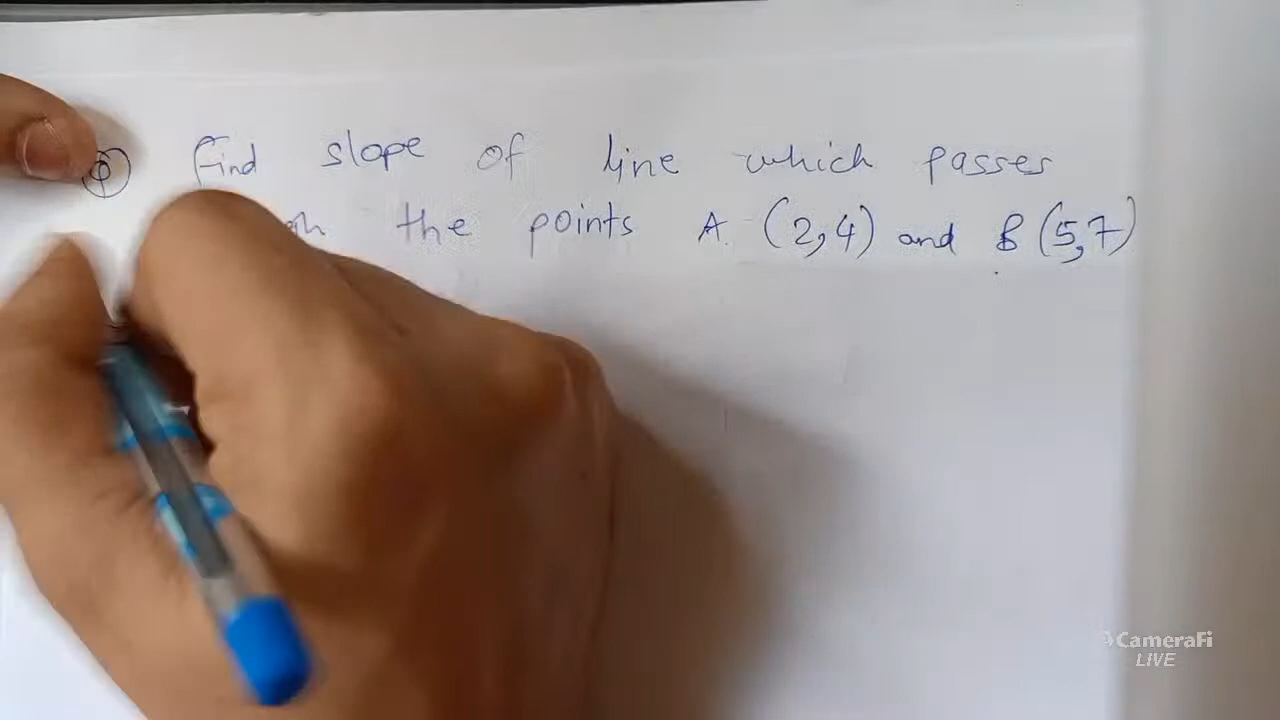 Q Find slope of line which passes
the points A. (2,4) and B (5,7)
CameraFi
LIVE